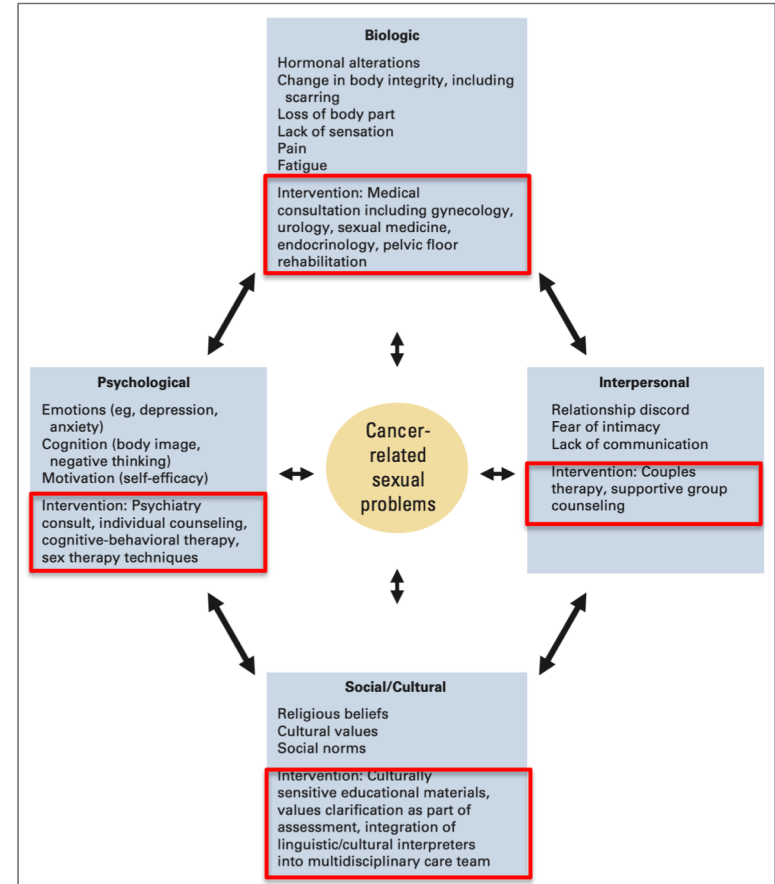 Biologic
Hormonal alterations
Change in body integrity, including
scarring
Loss of body part
Lack of sensation
Pain
Fatigue
Intervention: Medical
consultation including gynecology,
urology, sexual medicine,
endocrinology, pelvic floor
rehabilitation
Psychological
Emotions (eg, depression,
anxiety)
Cognition (body image,
negative thinking)
Motivation (self-efficacy)
Intervention: Psychiatry
consult, individual counseling,
cognitive-behavioral therapy,
sex therapy techniques
Cancer-
related
sexual
problems
Interpersonal
Relationship discord
Fear of intimacy
Lack of communication
Intervention: Couples
therapy, supportive group
counseling
Social/Cultural
Religious beliefs
Cultural values
Social norms
Intervention: Culturally
sensitive educational materials,
values clarification as part of
assessment, integration of
linguistic/cultural interpreters
into multidisciplinary care team